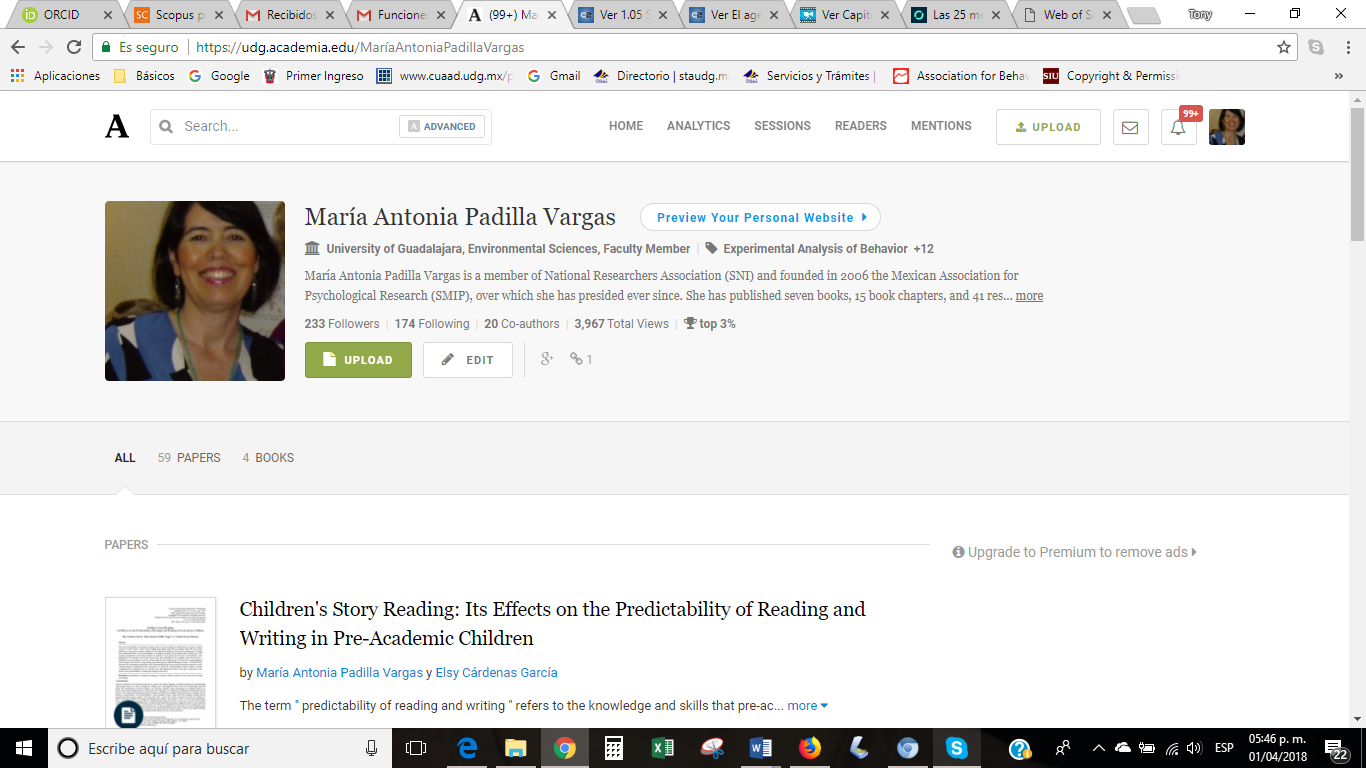 ORCID
Scopus p
Recibidos
Funcione
(99+) Ma
Ver 1.05 S
Ver El age
Ver Capit
Las 25 me
Web of Sc
Tony
Es seguro | https://udg.academia.edu/MaríaAntoniaPadillaVargas
Aplicaciones Básicos Google Primer Ingreso www.cuaad.udg.mx/p Gmail Directorio | staudg.m Servicios y Trámites | Association for Behav Copyright & Permissi »
A Search... ADVANCED HOME ANALYTICS SESSIONS READERS MENTIONS UPLOAD 99+
María Antonia Padilla Vargas Preview Your Personal Website
University of Guadalajara, Environmental Sciences, Faculty Member | Experimental Analysis of Behavior +12
María Antonia Padilla Vargas is a member of National Researchers Association (SNI) and founded in 2006 the Mexican Association for
Psychological Research (SMIP), over which she has presided ever since. She has published seven books, 15 book chapters, and 41 res... more
233 Followers | 174 Following | 20 Co-authors | 3,967 Total Views | top 3%
UPLOAD EDIT g+ 1
ALL 59 PAPERS 4 BOOKS
PAPERS
Upgrade to Premium to remove ads
Children's Story Reading: Its Effects on the Predictability of Reading and
Writing in Pre-Academic Children
by María Antonia Padilla Vargas y Elsy Cárdenas García
The term " predictability of reading and writing " refers to the knowledge and skills that pre-ac... more
Escribe aquí para buscar
ESP
05:46 p. m.
01/04/2018
22